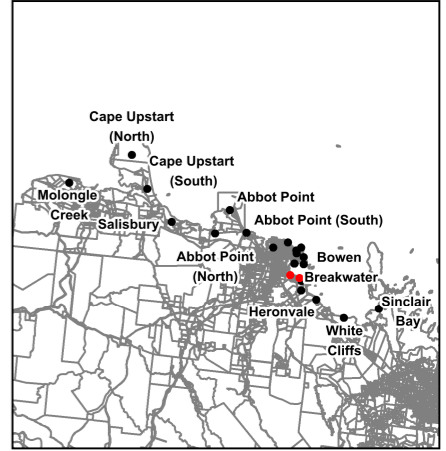 Cape Upstart
(North)
Cape Upstart
(South)
Molongle
Creek
Salisbury
Abbot Point
Abbot Point (South)
Abbot Point
(North)
Bowen
Breakwater
Heronvale
Sinclair
Bay
White
Cliffs